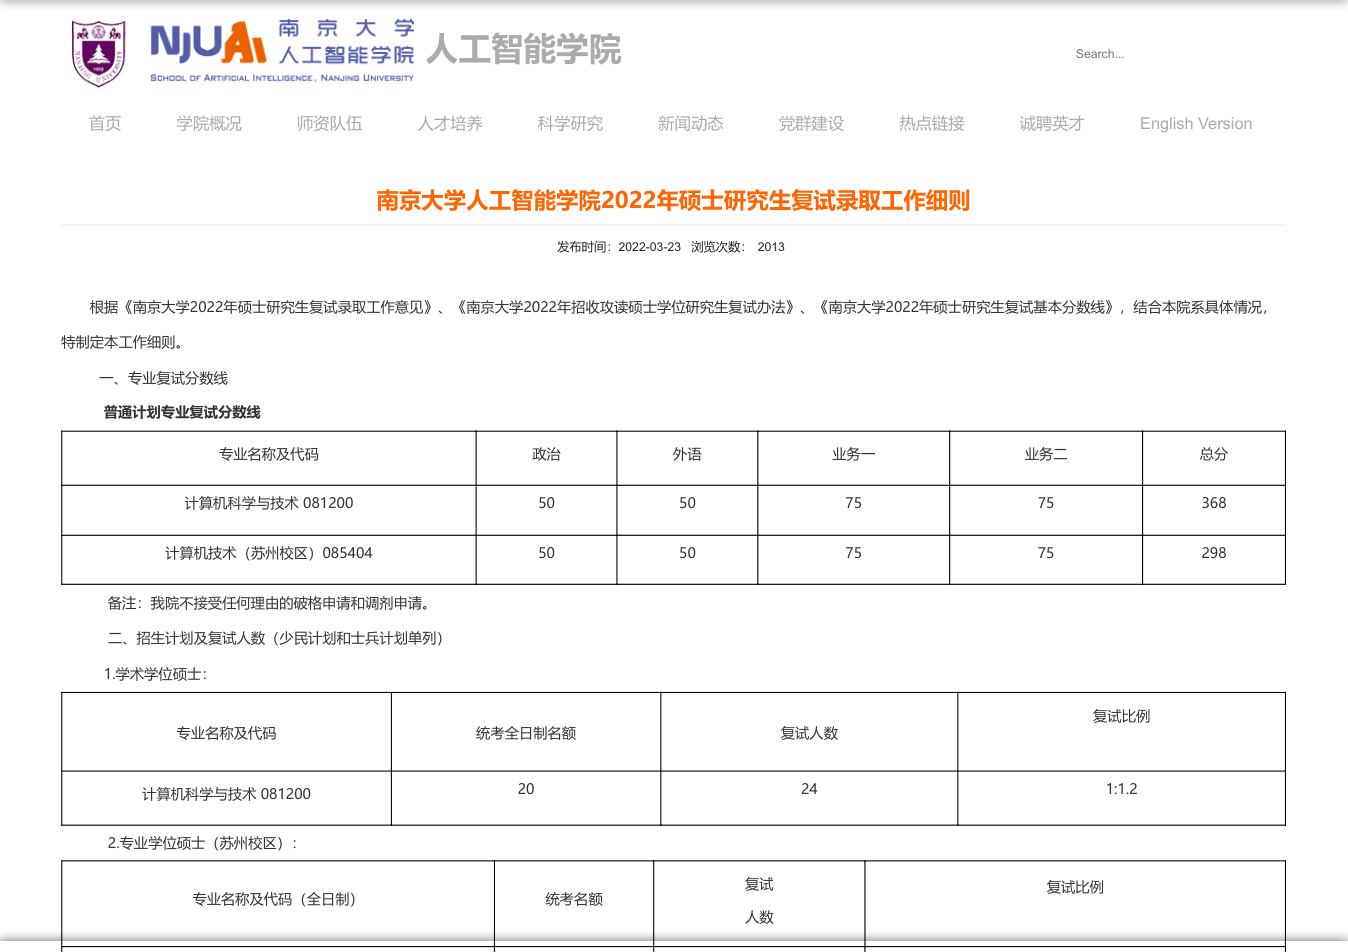 NJUAI
南京大学
人工智能学院
SCHOOL OF ARTIFICIAL INTELLIGENCE, NANJING UNIVERSITY
人工智能学院
Search...
首页 学院概况 师资队伍 人才培养 科学研究 新闻动态 党群建设 热点链接 诚聘英才 English Version
南京大学人工智能学院2022年硕士研究生复试录取工作细则
发布时间：2022-03-23 浏览次数： 2013
根据《南京大学2022年硕士研究生复试录取工作意见》、《南京大学2022年招收攻读硕士学位研究生复试办法》、《南京大学2022年硕士研究生复试基本分数线》，结合本院系具体情况，
特制定本工作细则。
一、专业复试分数线
普通计划专业复试分数线
专业名称及代码 政治 外语 业务一 业务二 总分
计算机科学与技术 081200 50 50 75 75 368
计算机技术（苏州校区）085404 50 50 75 75 298
备注：我院不接受任何理由的破格申请和调剂申请。
二、招生计划及复试人数（少民计划和士兵计划单列）
1.学术学位硕士：
专业名称及代码 统考全日制名额 复试人数 复试比例
计算机科学与技术 081200 20 24 1:1.2
2.专业学位硕士（苏州校区）：
专业名称及代码（全日制） 统考名额 复试 复试比例
人数